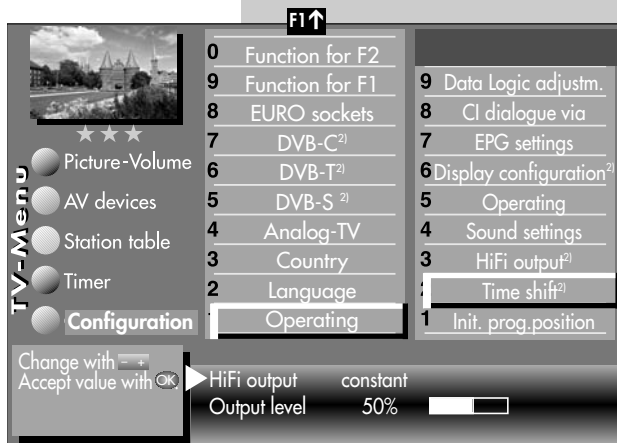 F1↑
TV-Menu
Picture-Volume
AV devices
Station table
Timer
Configuration
0 Function for F2
9 Function for F1
8 EURO sockets
7 DVB-C2)
6 DVB-T2)
5 DVB-S 2)
4 Analog-TV
3 Country
2 Language
1 Operating
9 Data Logic adjustm.
8 CI dialogue via
7 EPG settings
6 Display configuration2)
5 Operating
4 Sound settings
3 HiFi output2)
2 Time shift2)
1 Init. prog.position
Change with - +
Accept value with OK.
HiFi output constant
Output level 50%